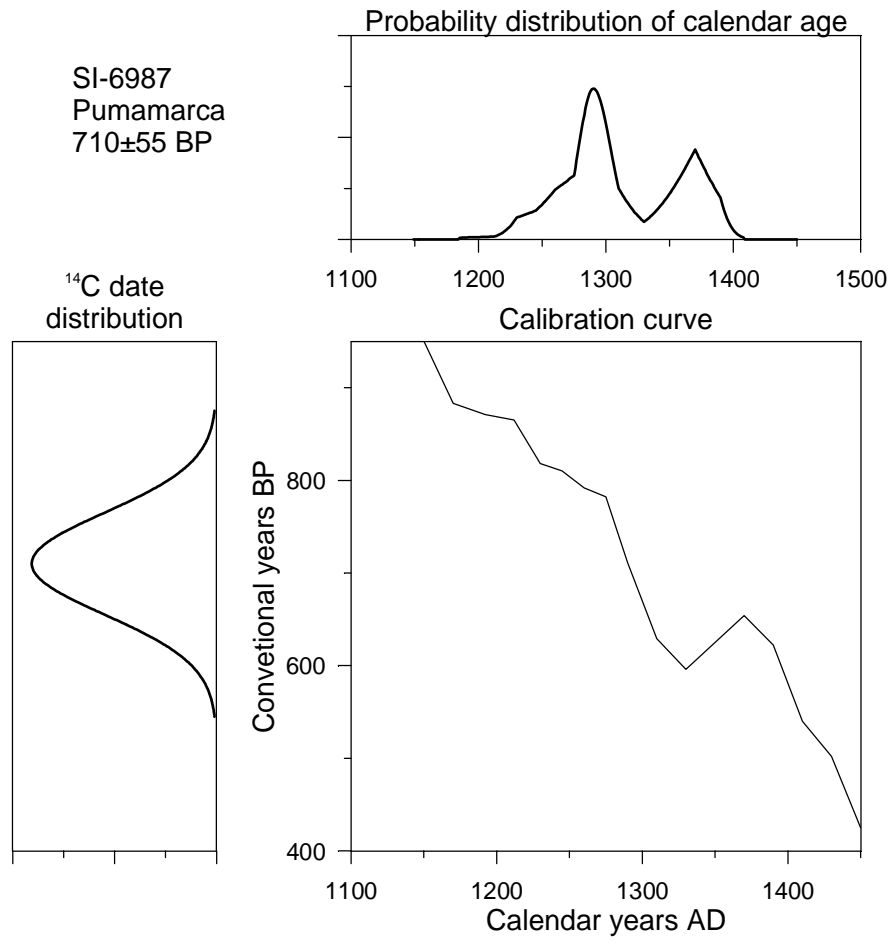 Probability distribution of calendar age
SI-6987
Pumamarca
710±55 BP
1100 1200 1300 1400 1500
¹⁴C date
distribution
Calibration curve
Convetional years BP
800
600
400
1100 1200 1300 1400
Calendar years AD